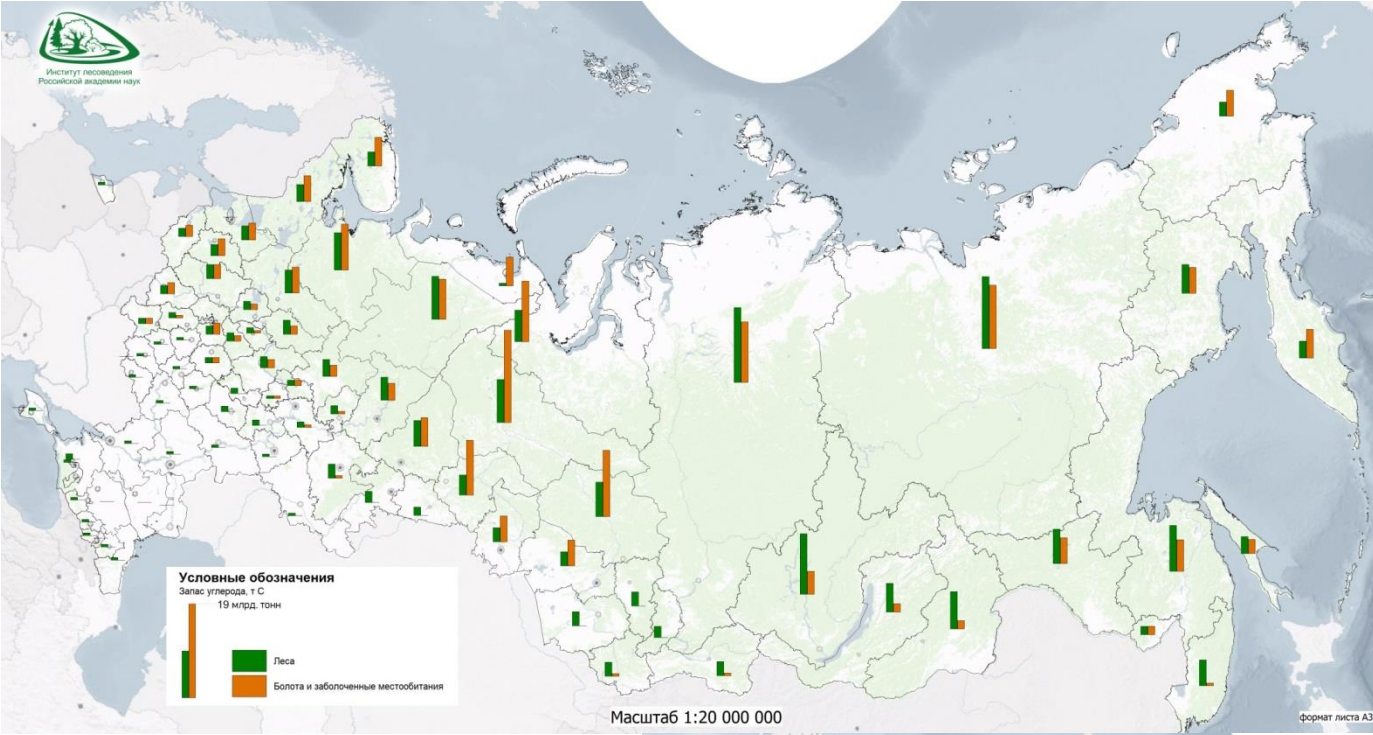 Институт лесоведения
Российской академии наук
Условные обозначения
Запас углерода, т С
19 млрд. тонн
Леса
Болота и заболоченные местообитания
Масштаб 1:20 000 000
формат листа А3